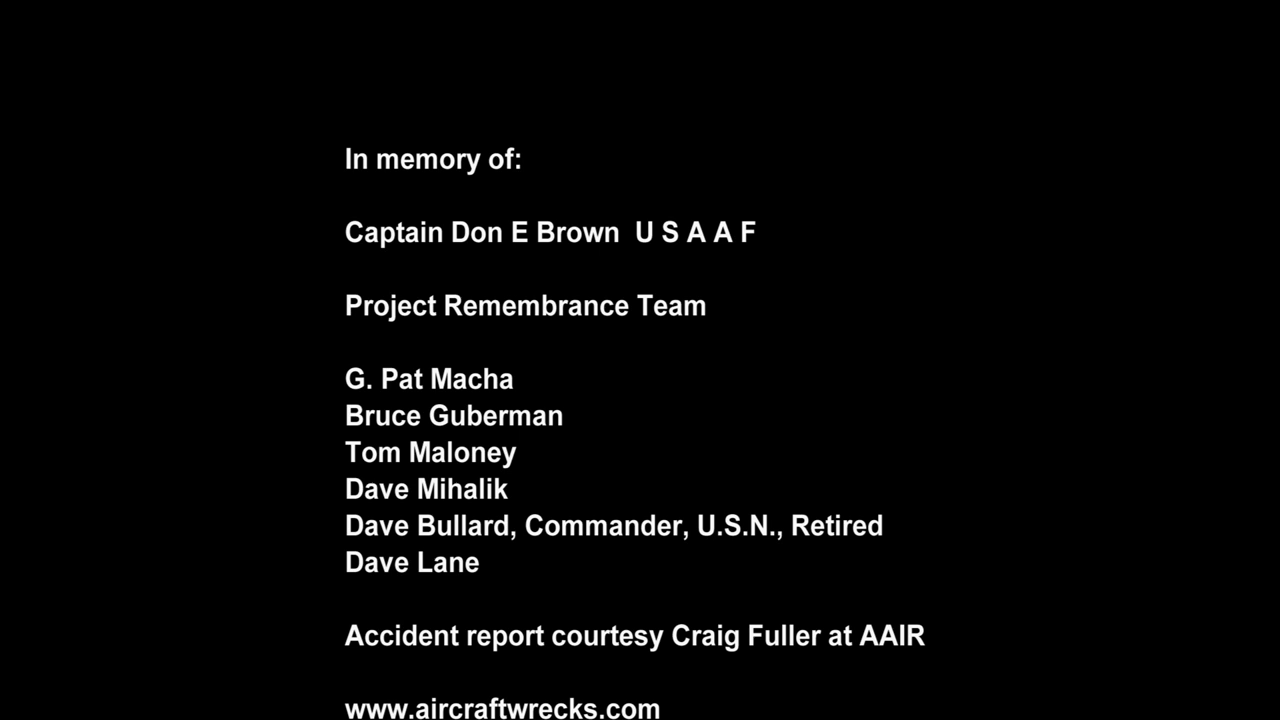 In memory of:
Captain Don E Brown  U S A A F
Project Remembrance Team
G. Pat Macha
Bruce Guberman
Tom Maloney
Dave Mihalik
Dave Bullard, Commander, U.S.N., Retired
Dave Lane
Accident report courtesy Craig Fuller at AAIR
www.aircraftwrecks.com